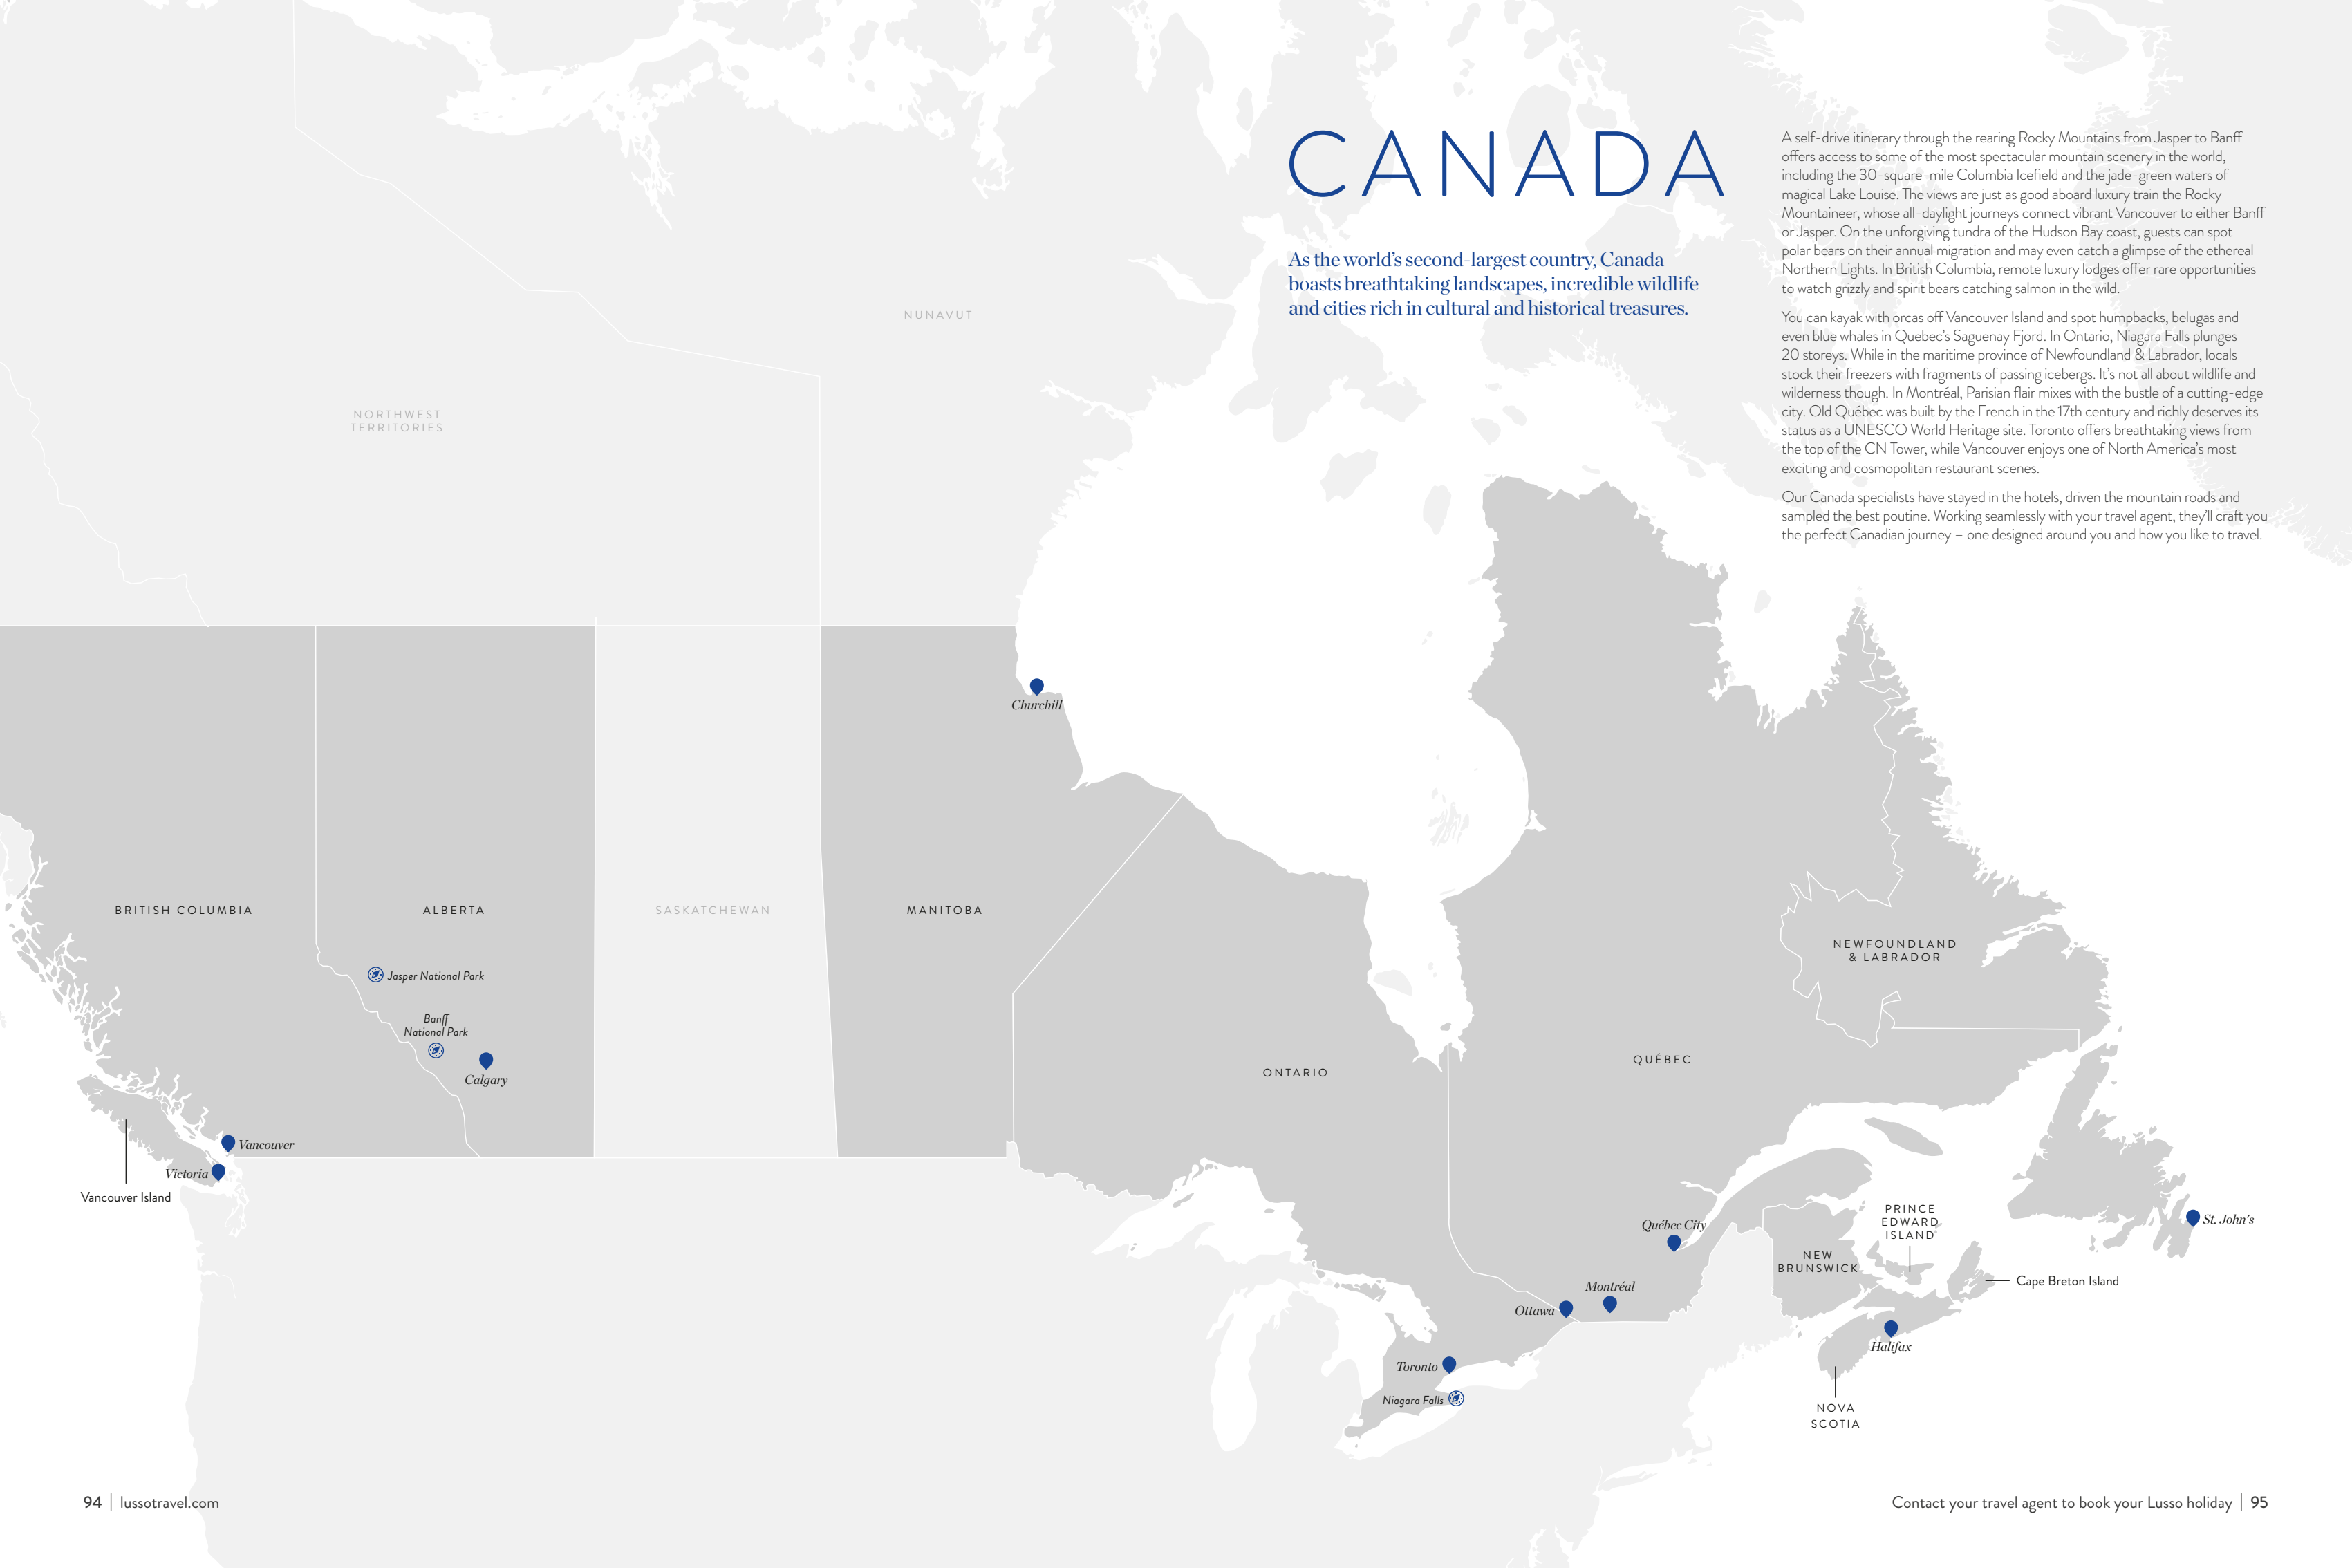 CANADA
As the world's second-largest country, Canada
boasts breathtaking landscapes, incredible wildlife
and cities rich in cultural and historical treasures.
A self-drive itinerary through the rearing Rocky Mountains from Jasper to Banff
offers access to some of the most spectacular mountain scenery in the world,
including the 30-square-mile Columbia Icefield and the jade-green waters of
magical Lake Louise. The views are just as good aboard luxury train the Rocky
Mountaineer, whose all-daylight journeys connect vibrant Vancouver to either Banff
or Jasper. On the unforgiving tundra of the Hudson Bay coast, guests can spot
polar bears on their annual migration and may even catch a glimpse of the ethereal
Northern Lights. In British Columbia, remote luxury lodges offer rare opportunities
to watch grizzly and spirit bears catching salmon in the wild.
You can kayak with orcas off Vancouver Island and spot humpbacks, belugas and
even blue whales in Quebec's Saguenay Fjord. In Ontario, Niagara Falls plunges
20 storeys. While in the maritime province of Newfoundland & Labrador, locals
stock their freezers with fragments of passing icebergs. It's not all about wildlife and
wilderness though. In Montréal, Parisian flair mixes with the bustle of a cutting-edge
city. Old Québec was built by the French in the 17th century and richly deserves its
status as a UNESCO World Heritage site. Toronto offers breathtaking views from
the top of the CN Tower, while Vancouver enjoys one of North America's most
exciting and cosmopolitan restaurant scenes.
Our Canada specialists have stayed in the hotels, driven the mountain roads and
sampled the best poutine. Working seamlessly with your travel agent, they'll craft you
the perfect Canadian journey – one designed around you and how you like to travel.
NUNAVUT
NORTHWEST
TERRITORIES
Churchill
BRITISH COLUMBIA
ALBERTA
SASKATCHEWAN
MANITOBA
NEWFOUNDLAND
& LABRADOR
Jasper National Park
Banff
National Park
Calgary
ONTARIO
QUÉBEC
Vancouver
Victoria
Vancouver Island
Québec City
PRINCE
EDWARD
ISLAND
St. John's
NEW
BRUNSWICK
Cape Breton Island
Montréal
Ottawa
Halifax
Toronto
Niagara Falls
NOVA
SCOTIA
94 | lussotravel.com
Contact your travel agent to book your Lusso holiday | 95